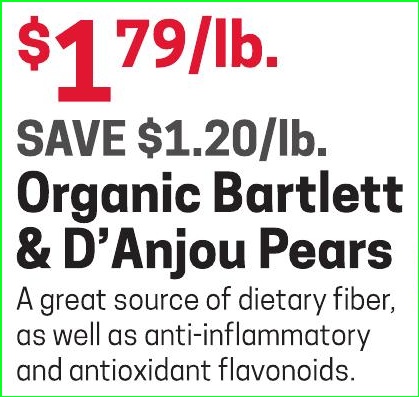 $1 79/lb.
SAVE $1.20/lb.
Organic Bartlett
& D'Anjou Pears
A great source of dietary fiber,
as well as anti-inflammatory
and antioxidant flavonoids.